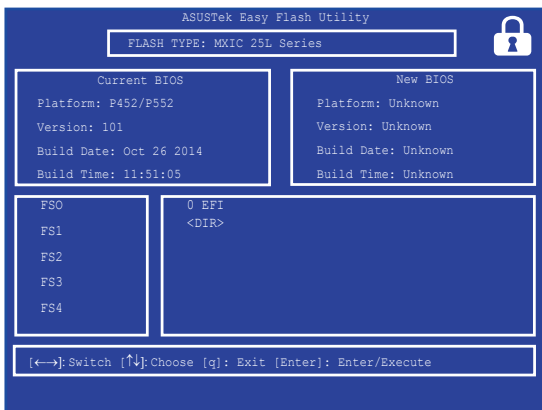 ASUSTek Easy Flash Utility
FLASH TYPE: MXIC 25L Series
Current BIOS
Platform: P452/P552
Version: 101
Build Date: Oct 26 2014
Build Time: 11:51:05
New BIOS
Platform: Unknown
Version: Unknown
Build Date: Unknown
Build Time: Unknown
FSO
FS1
FS2
FS3
FS4
0 EFI
<DIR>
[←→]: Switch [↑↓]: Choose [q]: Exit [Enter]: Enter/Execute